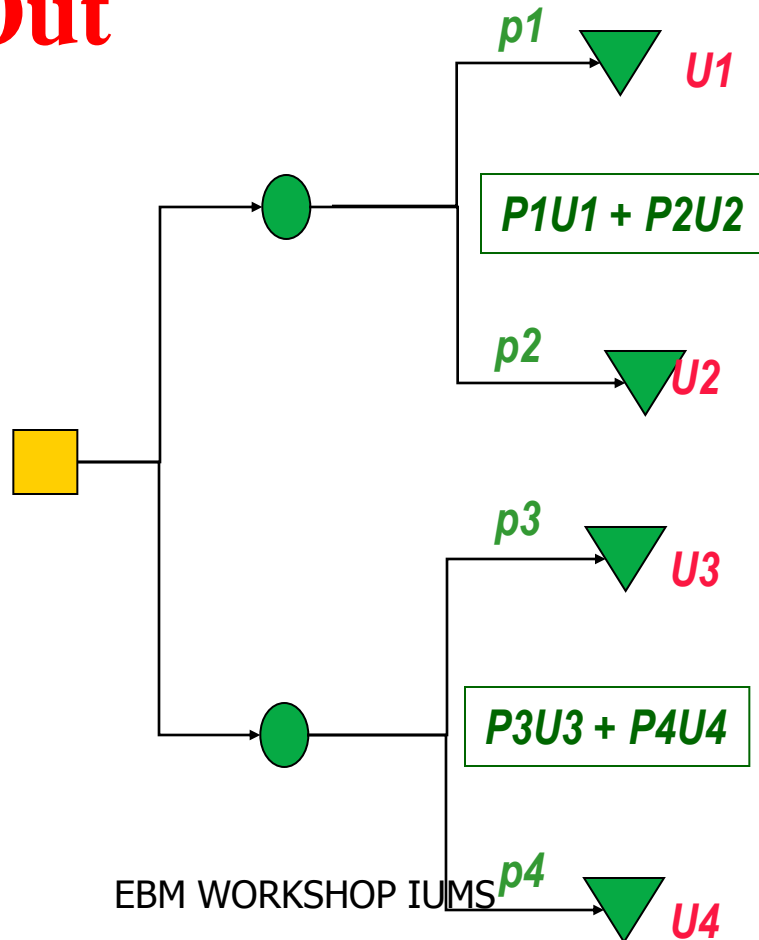 Out
p1
U1
P1U1 + P2U2
p2
U2
p3
U3
P3U3 + P4U4
p4
EBM WORKSHOP IUMS
U4